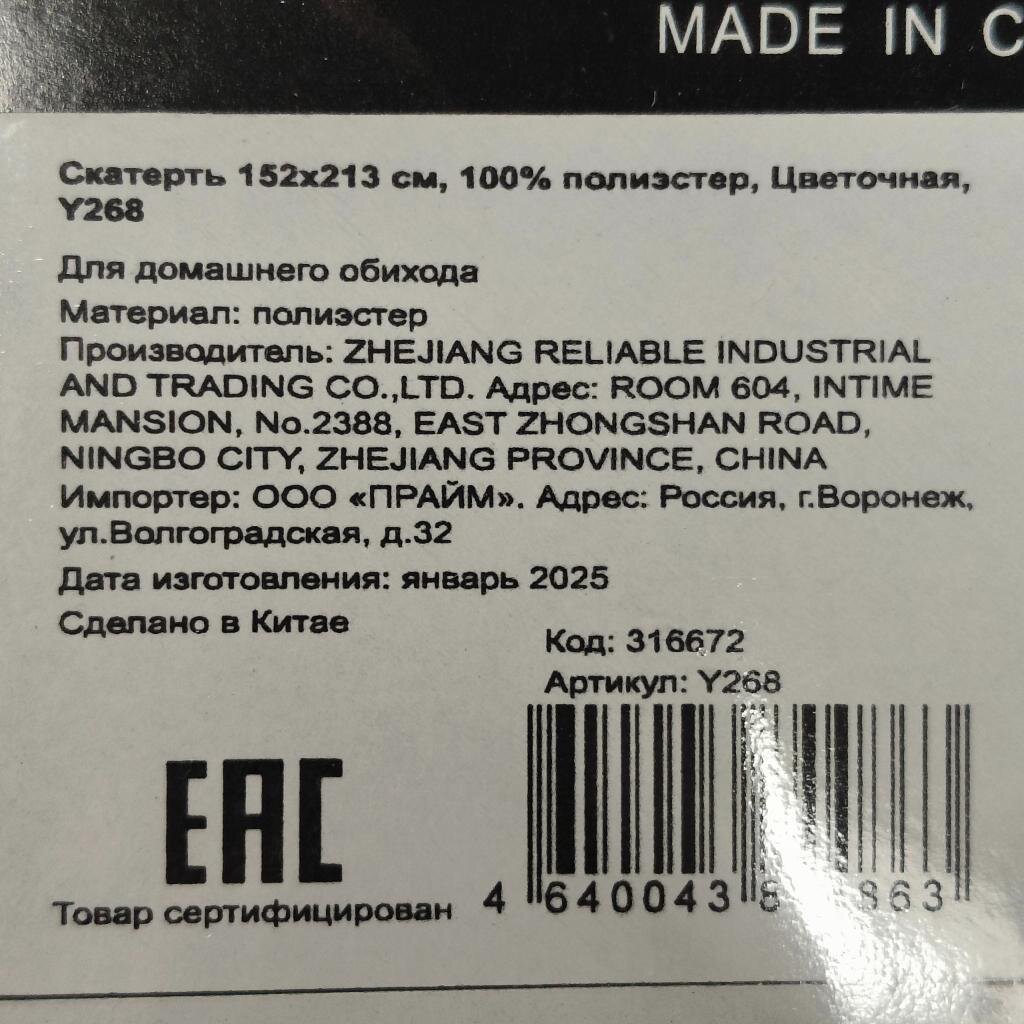 MADE IN C
Скатерть 152х213 см, 100% полиэстер, Цветочная,
Y268
Для домашнего обихода
Материал: полиэстер
Производитель: ZHEJIANG RELIABLE INDUSTRIAL
AND TRADING CO.,LTD. Адрес: ROOM 604, INTIME
MANSION, No.2388, EAST ZHONGSHAN ROAD,
NINGBO CITY, ZHEJIANG PROVINCE, CHINA
Импортер: ООО «ПРАЙМ». Адрес: Россия, г.Воронеж,
ул.Волгоградская, д.32
Дата изготовления: январь 2025
Сделано в Китае
Код: 316672
Артикул: Y268
EAC
Товар сертифицирован
4 640043